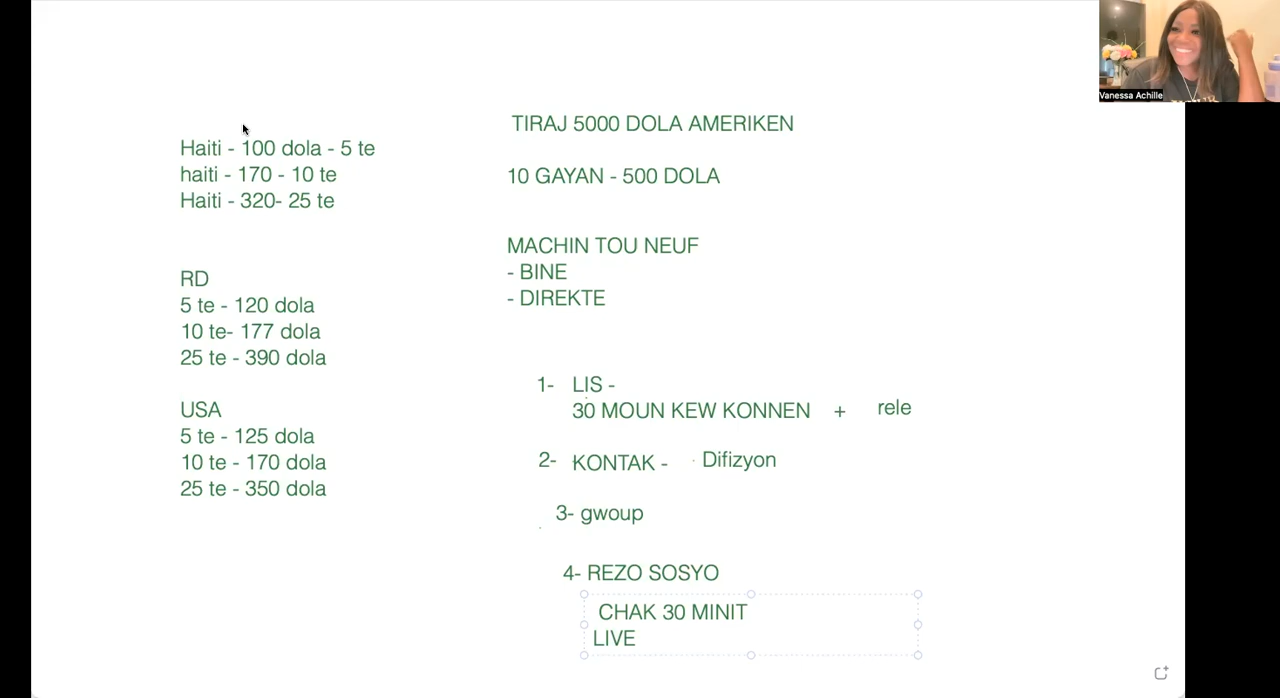 Haiti - 100 dola - 5 te
haiti - 170 - 10 te
Haiti - 320- 25 te
RD
5 te - 120 dola
10 te- 177 dola
25 te - 390 dola
USA
5 te - 125 dola
10 te - 170 dola
25 te - 350 dola
TIRAJ 5000 DOLA AMERIKEN
10 GAYAN - 500 DOLA
MACHIN TOU NEUF
- BINE
- DIREKTE
1- LIS -
30 MOUN KEW KONNEN + rele
2- KONTAK - Difizyon
3- gwoup
4- REZO SOSYO
CHAK 30 MINIT
LIVE
Vanessa Achille